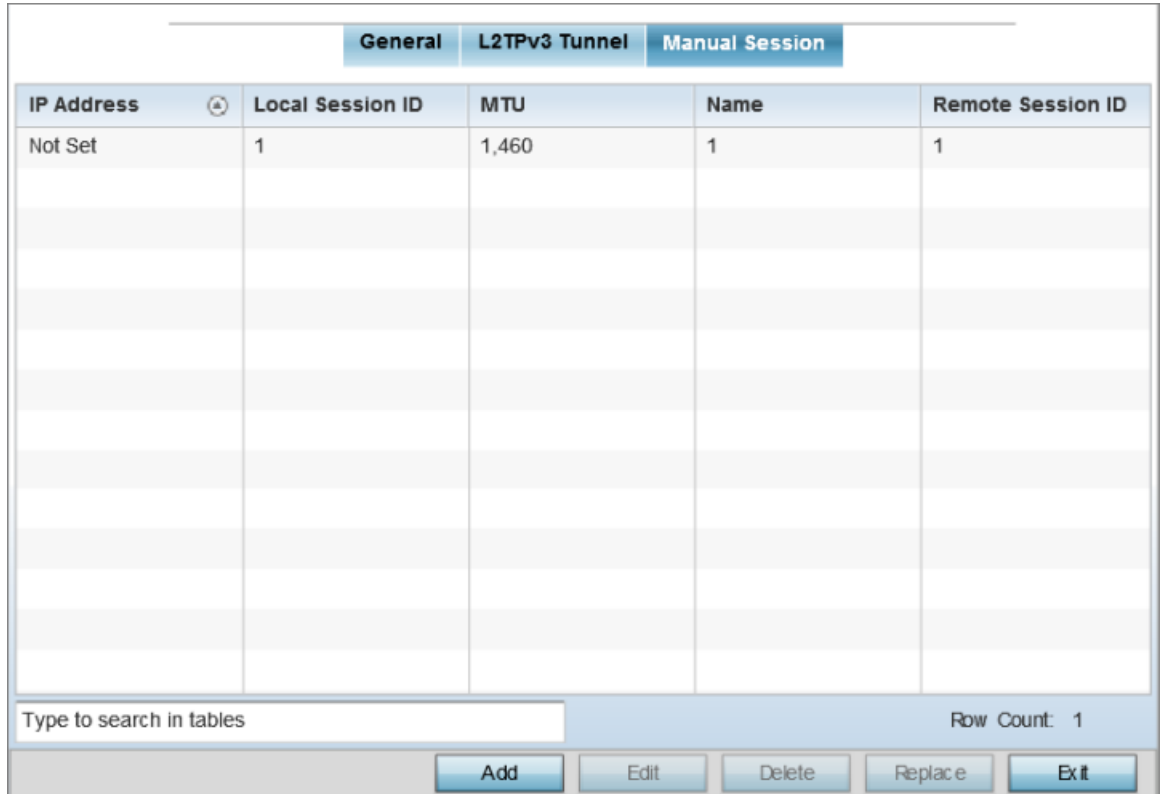 General L2TPv3 Tunnel Manual Session
IP Address Local Session ID MTU Name Remote Session ID
Not Set 1 1,460 1 1
Type to search in tables Row Count: 1
Add Edit Delete Replace Exit